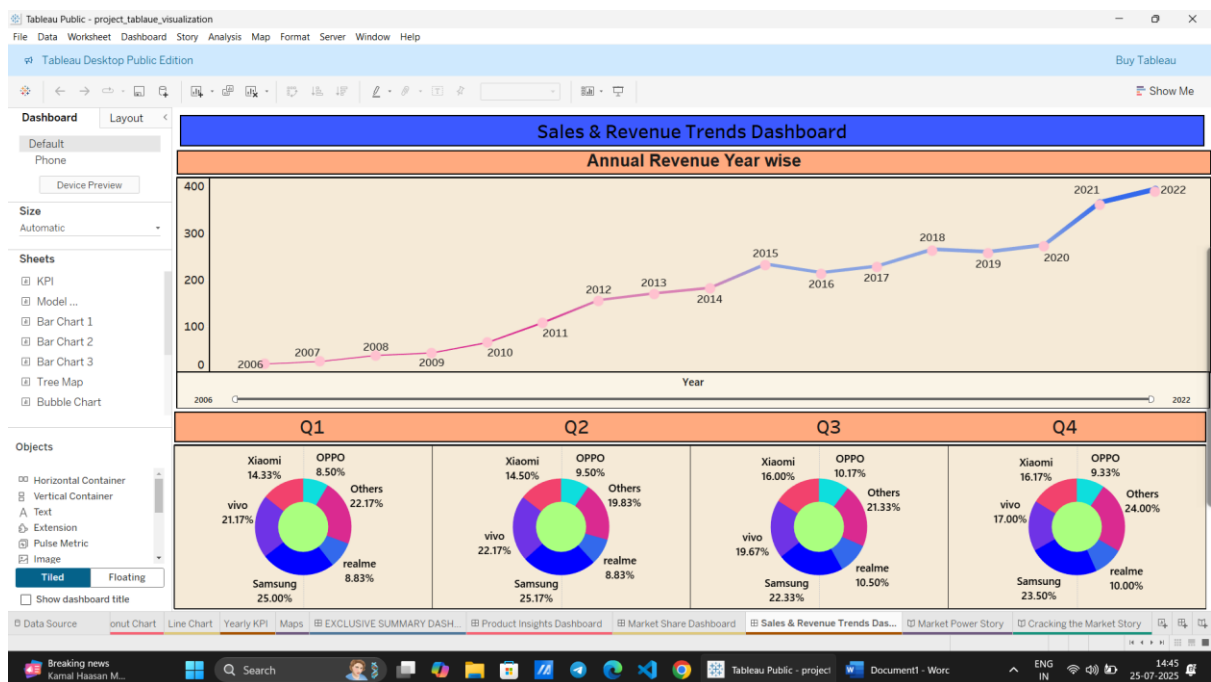 Tableau Public - project_tablaue_visualization
File Data Worksheet Dashboard Story Analysis Map Format Server Window Help
Tableau Desktop Public Edition
Buy Tableau
Show Me
Dashboard Layout
Default
Phone
Device Preview
Size
Automatic
Sheets
KPI
Model ...
Bar Chart 1
Bar Chart 2
Bar Chart 3
Tree Map
Bubble Chart
Objects
Horizontal Container
Vertical Container
Text
Extension
Pulse Metric
Image
Tiled Floating
Show dashboard title
Sales & Revenue Trends Dashboard
Annual Revenue Year wise
400
300
200
100
0
2006
2007
2008
2009
2010
2011
2012
2013
2014
2015
2016
2017
2018
2019
2020
2021
2022
Year
2006 2022
Q1 Q2 Q3 Q4
Xiaomi
14.33%
OPPO
8.50%
Others
22.17%
vivo
21.17%
realme
8.83%
Samsung
25.00%
Xiaomi
14.50%
OPPO
9.50%
Others
19.83%
vivo
22.17%
realme
8.83%
Samsung
25.17%
Xiaomi
16.00%
OPPO
10.17%
Others
21.33%
vivo
19.67%
realme
10.50%
Samsung
22.33%
Xiaomi
16.17%
OPPO
9.33%
Others
24.00%
vivo
17.00%
realme
10.00%
Samsung
23.50%
Data Source onut Chart Line Chart Yearly KPI Maps EXCLUSIVE SUMMARY DASH... Product Insights Dashboard Market Share Dashboard Sales & Revenue Trends Das... Market Power Story Cracking the Market Story
Breaking news
Kamal Haasan M...
Search
Tableau Public - project
Document1 - Word
ENG
IN
14:45
25-07-2025